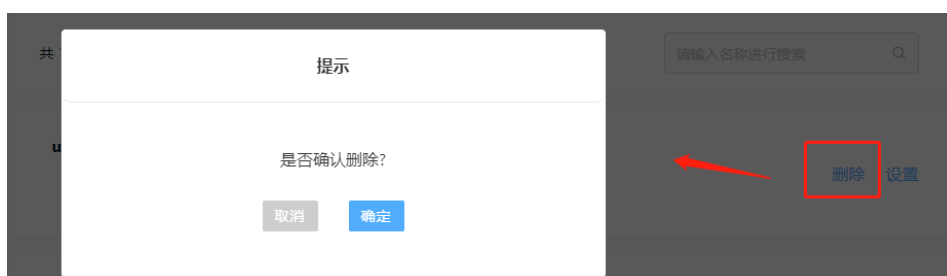 共
提示
请输入名称进行搜索
u
是否确认删除?
删除 设置
取消 确定